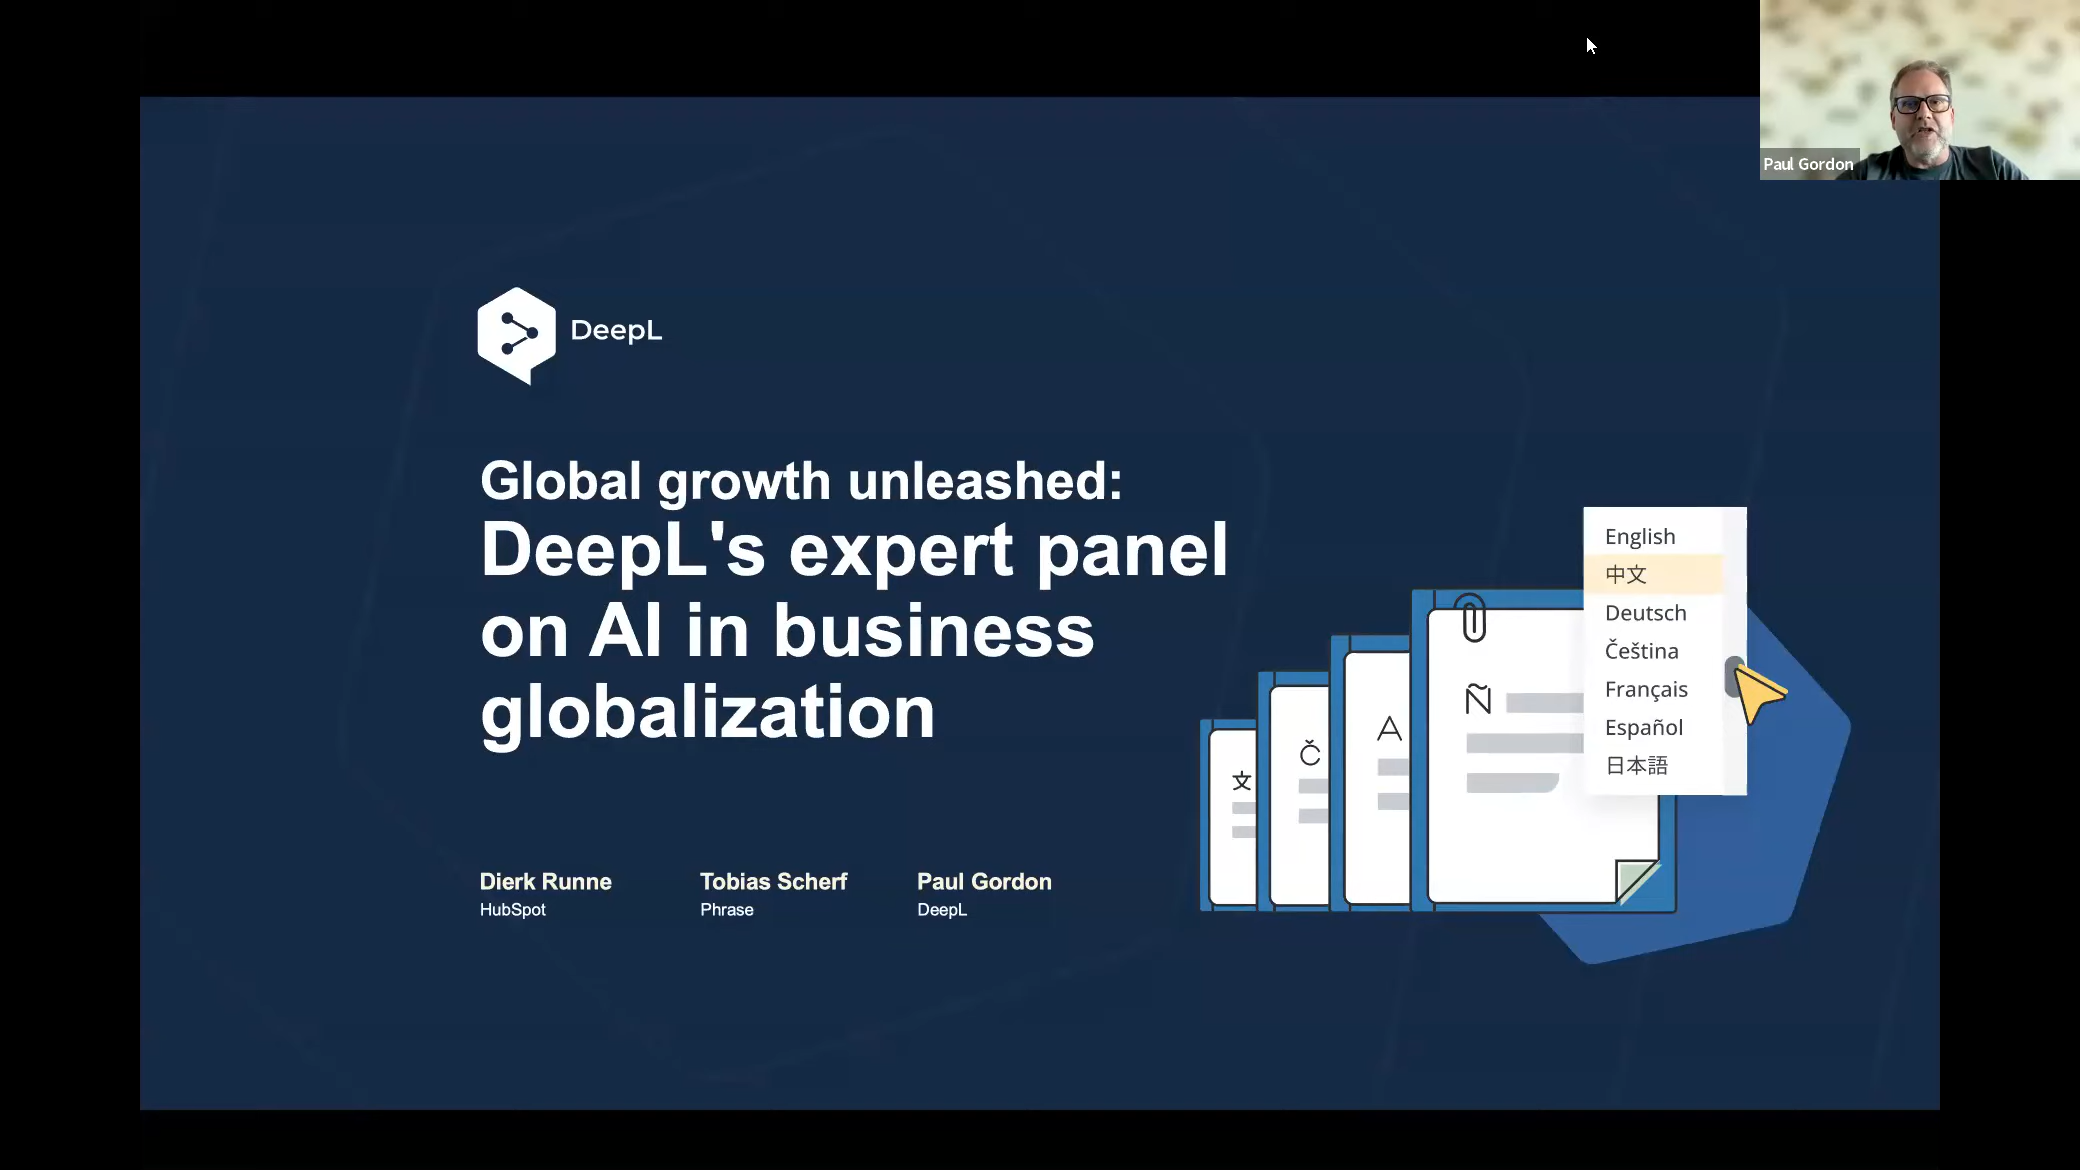 Paul Gordon
DeepL
Global growth unleashed:
DeepL's expert panel
on AI in business
globalization
Dierk Runne
HubSpot
Tobias Scherf
Phrase
Paul Gordon
DeepL
文
Č
A
Ñ
English
中文
Deutsch
Čeština
Français
Español
日本語